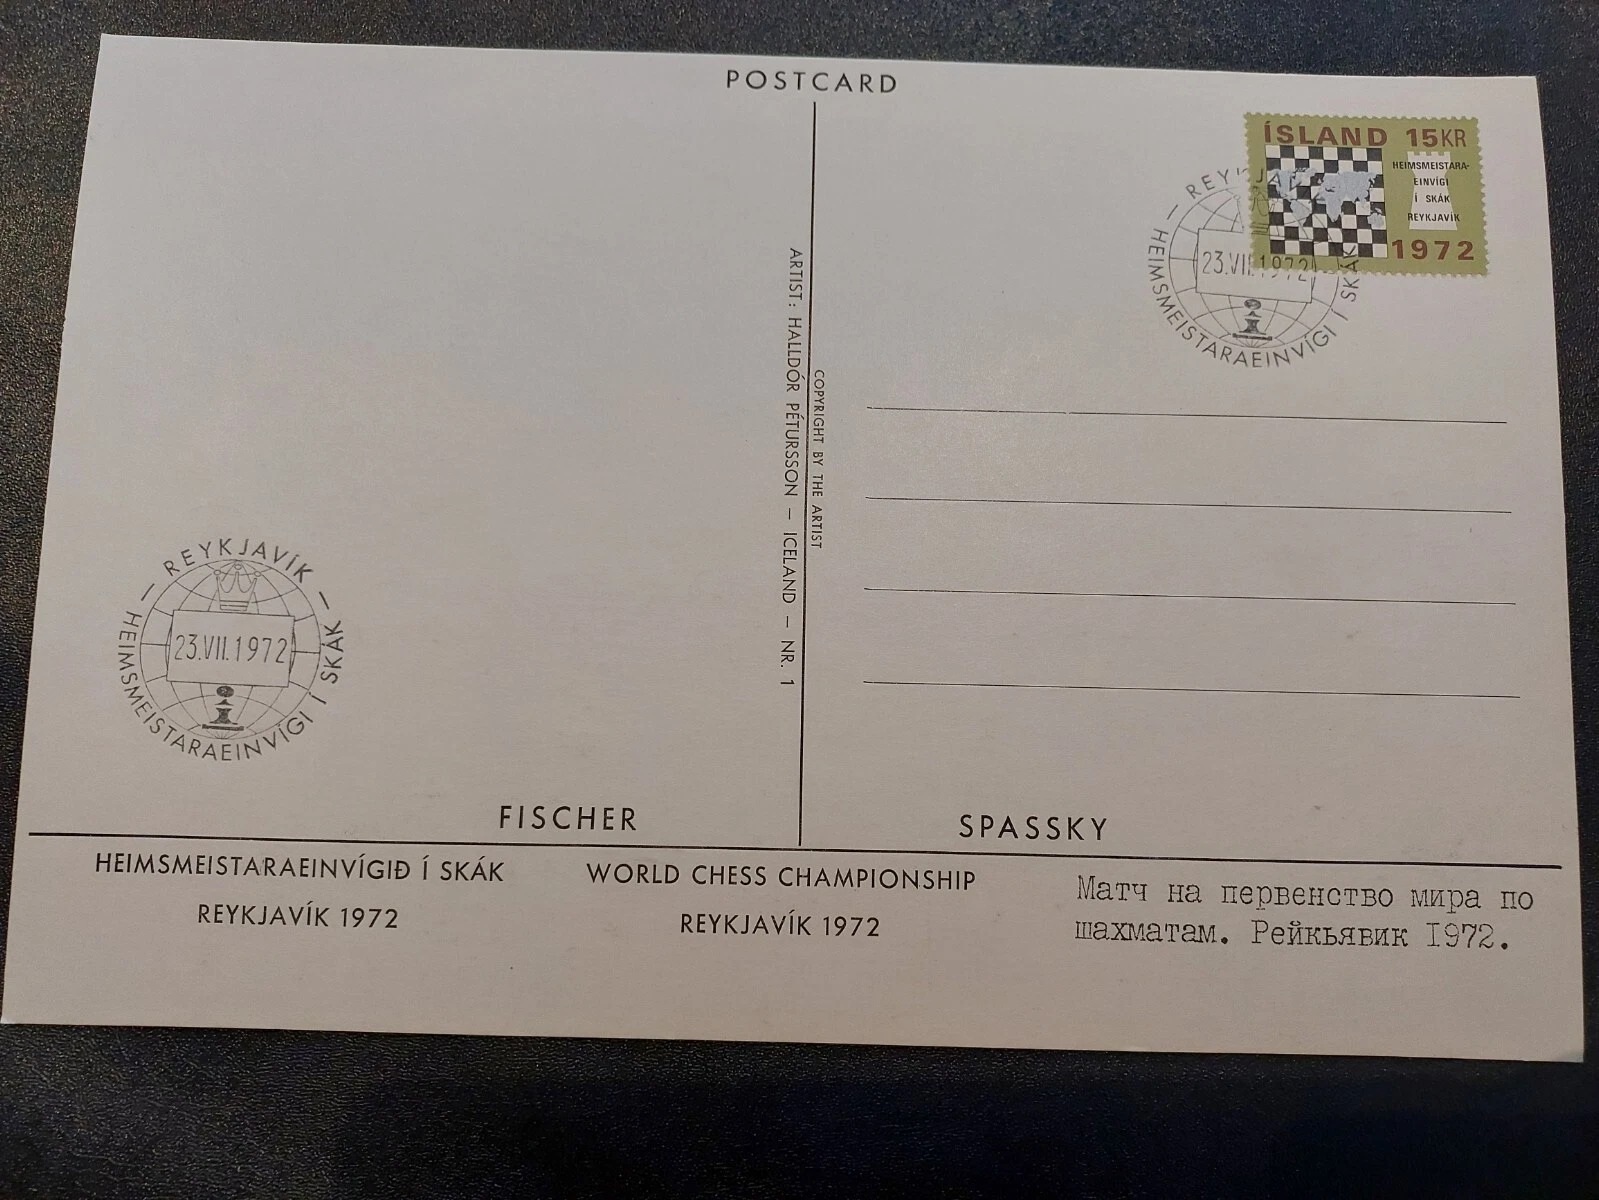 POSTCARD
ÍSLAND 15KR
HEIMSMEISTARA-
EINVÍGI
Í SKÁK
REYKJAVÍK
1972
REYKJAVÍK
23.VII.1972
HEIMSMEISTARAEINVÍGI Í SKÁK
ARTIST: HALLDÓR PÉTURSSON – ICELAND – NR. 1
COPYRIGHT BY THE ARTIST
– REYKJAVÍK –
23.VII.1972
HEIMSMEISTARAEINVÍGI Í SKÁK
FISCHER
SPASSKY
HEIMSMEISTARAEINVÍGIÐ Í SKÁK
REYKJAVÍK 1972
WORLD CHESS CHAMPIONSHIP
REYKJAVÍK 1972
Матч на первенство мира по
шахматам. Рейкьявик I972.